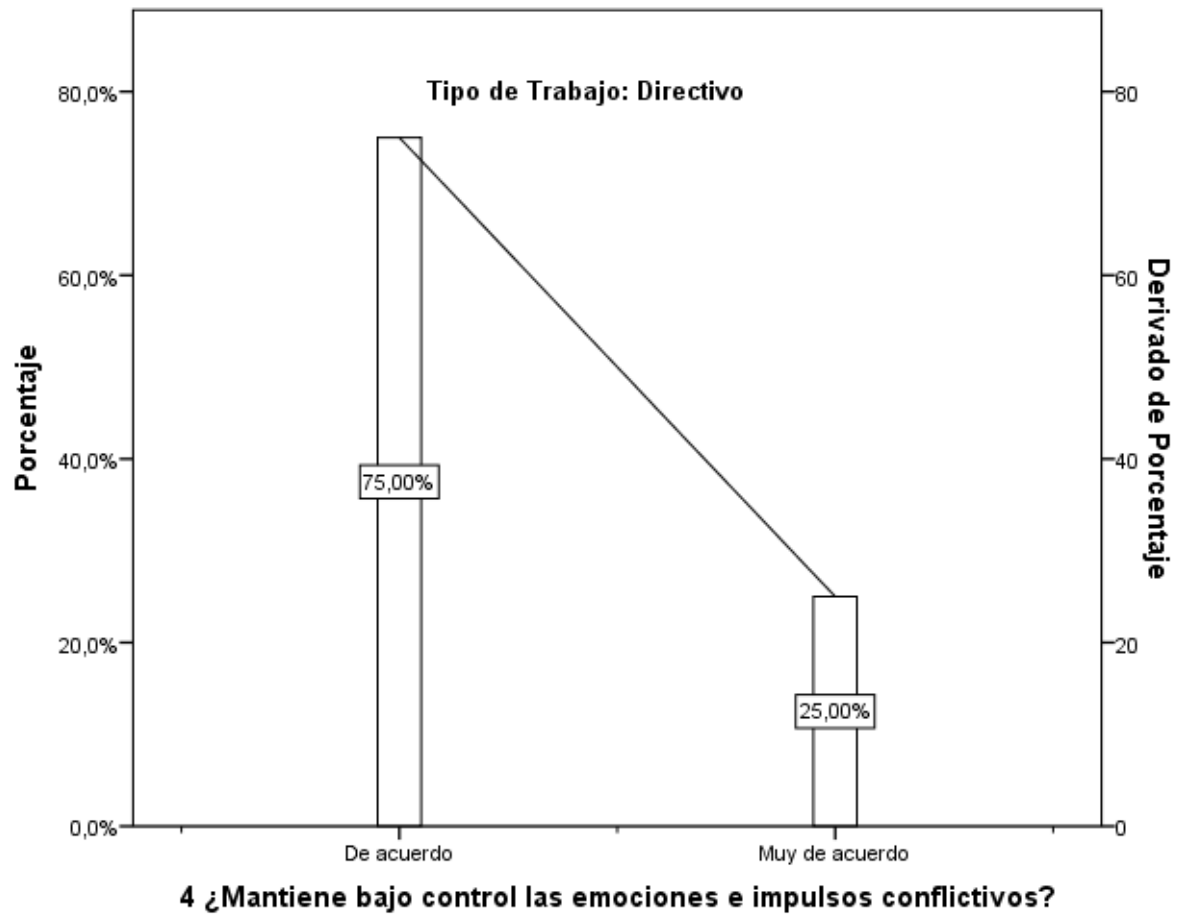 Tipo de Trabajo: Directivo
80,0%
60,0%
40,0%
20,0%
0,0%
Porcentaje
75,00%
25,00%
80
60
40
20
0
Derivado de Porcentaje
De acuerdo
Muy de acuerdo
4 ¿Mantiene bajo control las emociones e impulsos conflictivos?